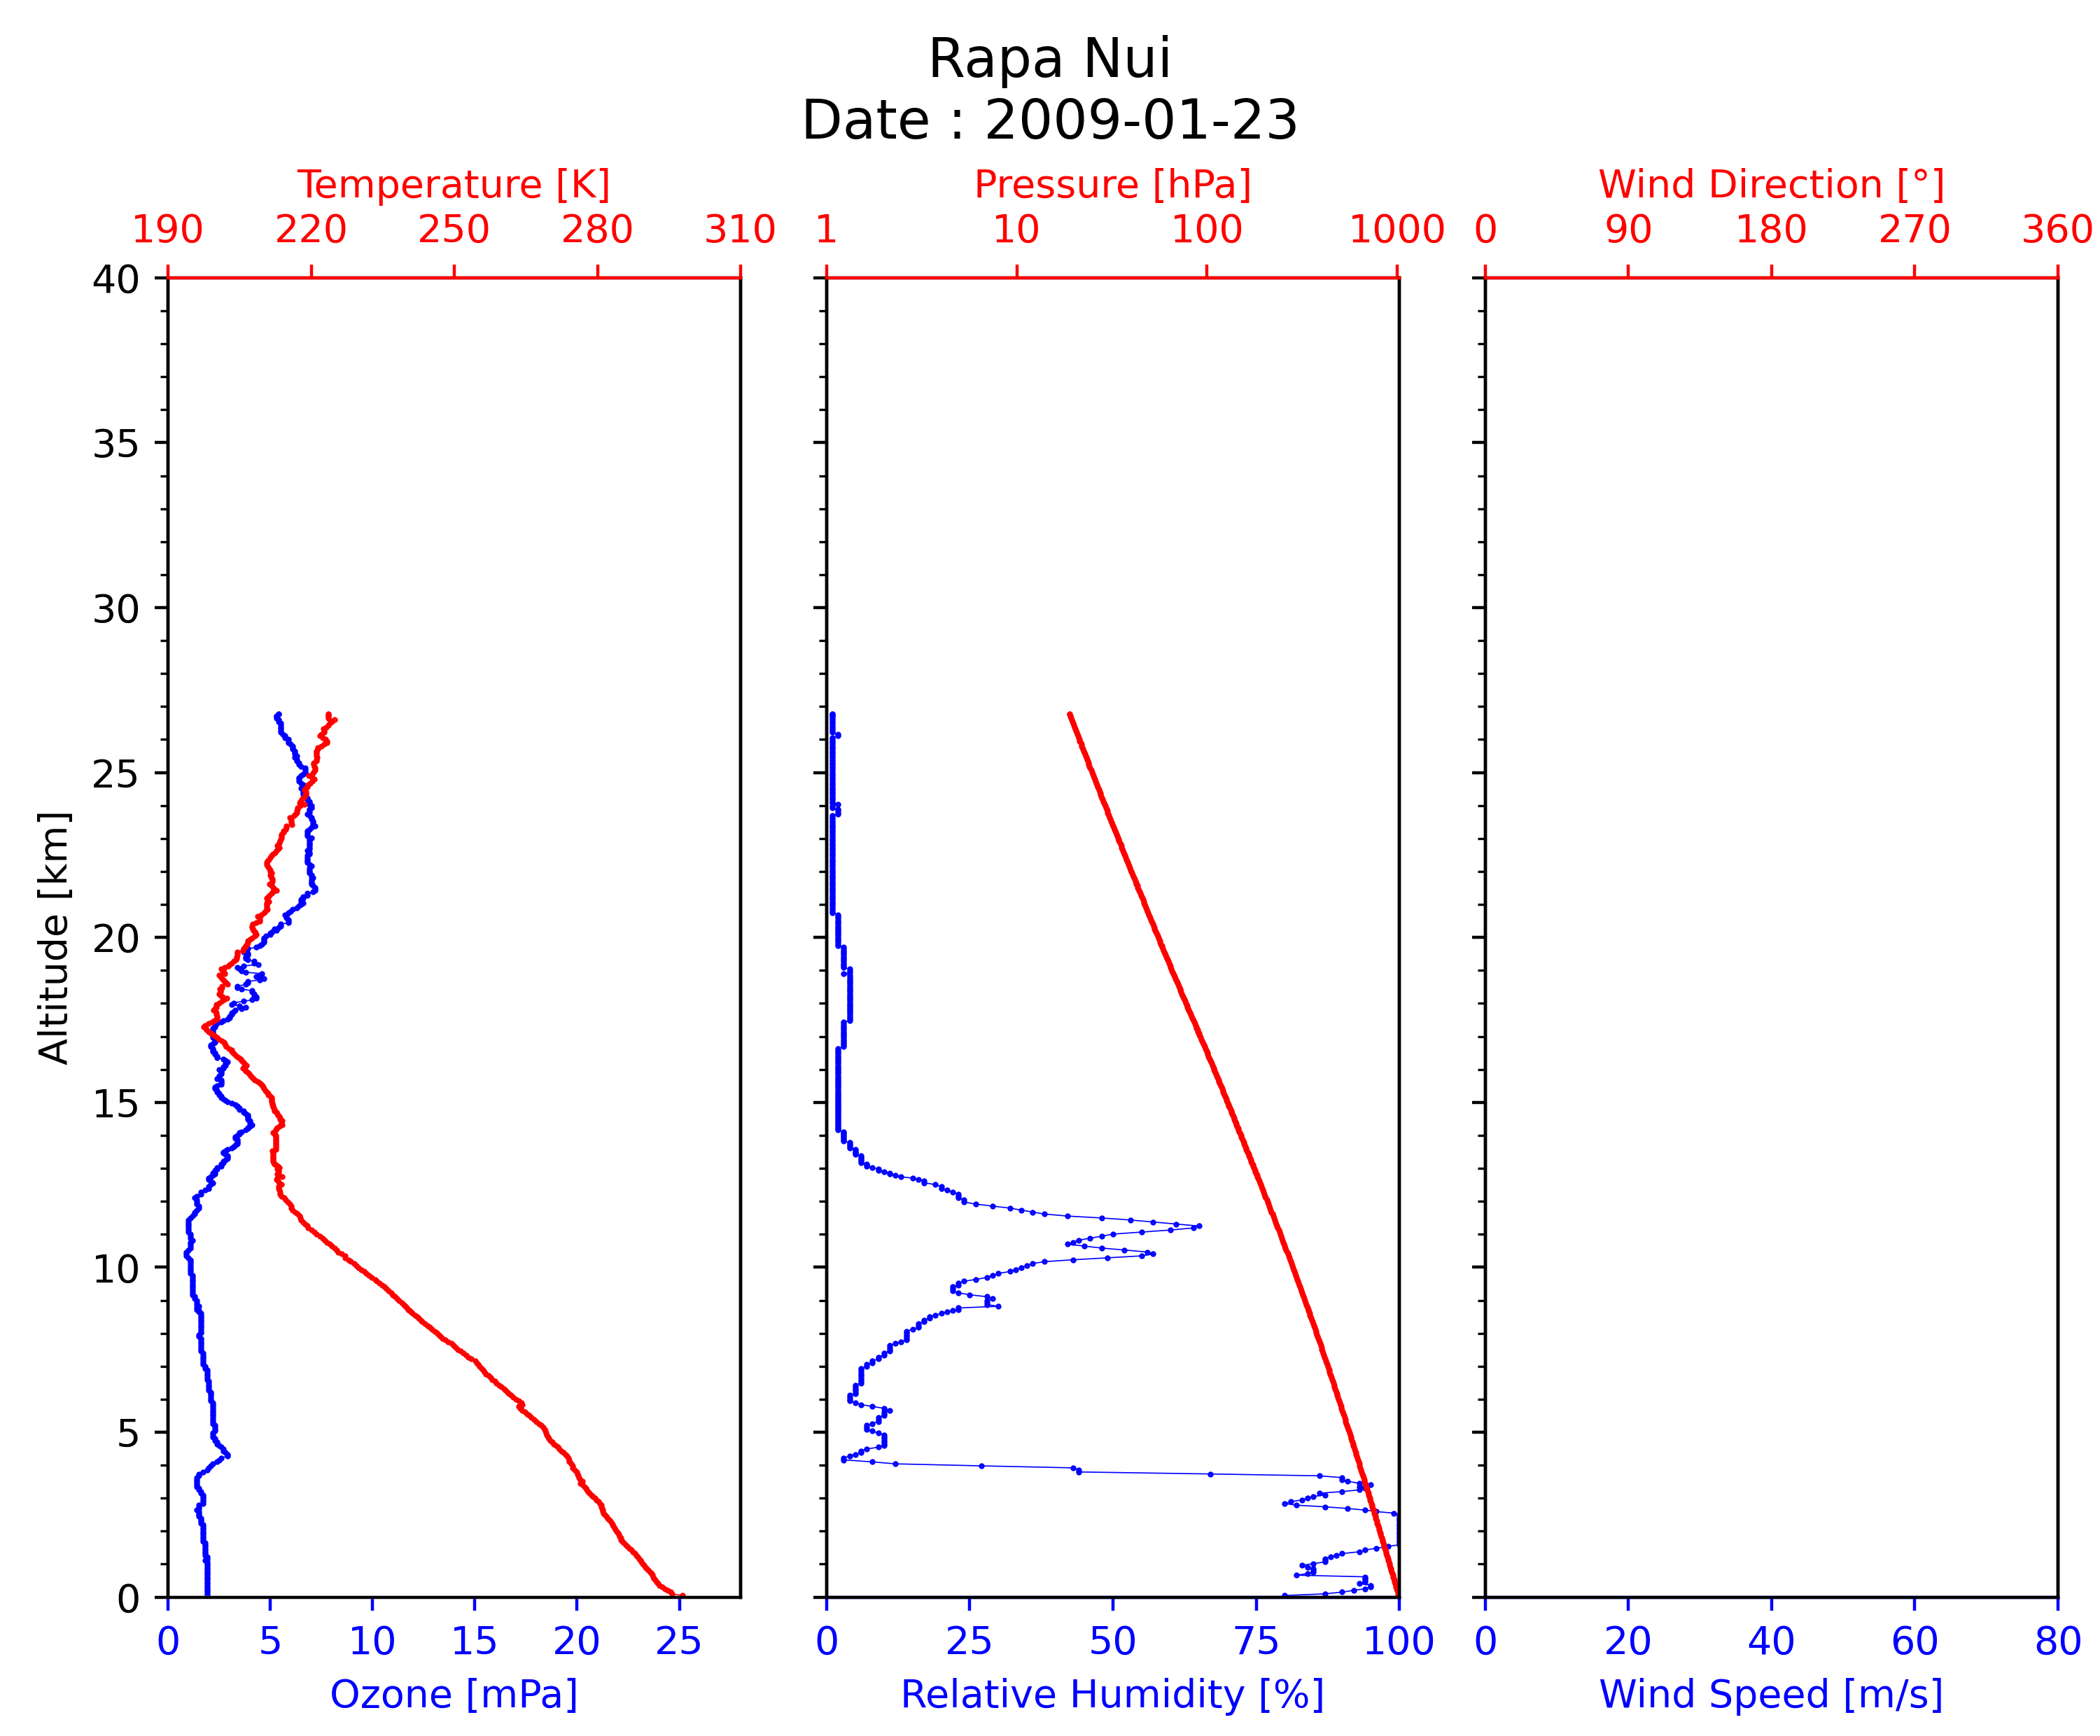 Rapa Nui
Date : 2009-01-23
Temperature [K] Pressure [hPa] Wind Direction [°]
190 220 250 280 310 1 10 100 1000 0 90 180 270 360
40
35
30
25
20
15
10
5
0
Altitude [km]
0 5 10 15 20 25 0 25 50 75 100 0 20 40 60 80
Ozone [mPa] Relative Humidity [%] Wind Speed [m/s]